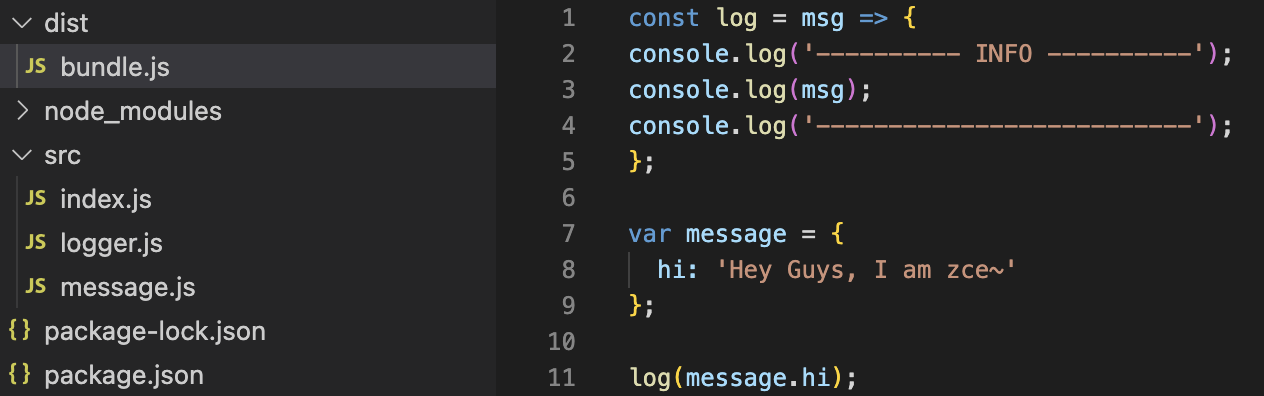 dist
JS bundle.js
node_modules
src
JS index.js
JS logger.js
JS message.js
{} package-lock.json
{} package.json
1 const log = msg => {
2 console.log('---------- INFO ----------');
3 console.log(msg);
4 console.log('--------------------------');
5 };
6
7 var message = {
8 hi: 'Hey Guys, I am zce~'
9 };
10
11 log(message.hi);